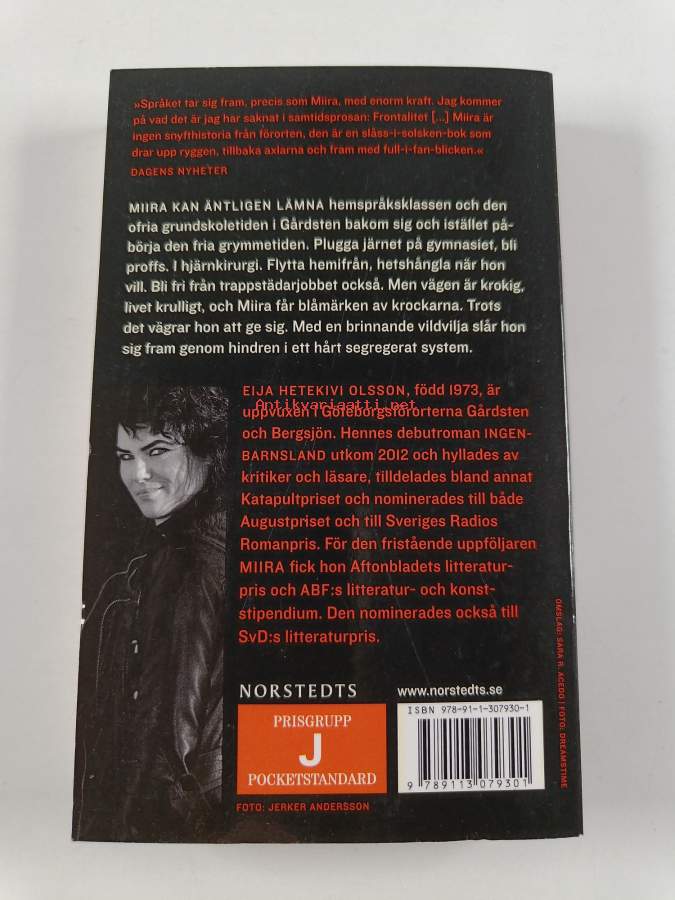 »Språket tar sig fram, precis som Miira, med enorm kraft. Jag kommer
på vad det är jag har saknat i samtidsprosan: Frontalitet [...] Miira är
ingen snyfthistoria från förorten, den är en slåss-i-solsken-bok som
drar upp ryggen, tillbaka axlarna och fram med full-i-fan-blicken.«
DAGENS NYHETER
MIIRA KAN ÄNTLIGEN LÄMNA hemspråksklassen och den
ofria grundskoletiden i Gårdsten bakom sig och istället på-
börja den fria grymmetiden. Plugga järnet på gymnasiet, bli
proffs. I hjärnkirurgi. Flytta hemifrån, hetshångla när hon
vill. Bli fri från trappstädarjobbet också. Men vägen är krokig,
livet krulligt, och Miira får blåmärken av krockarna. Trots
det vägrar hon att ge sig. Med en brinnande vildvilja slår hon
sig fram genom hindren i ett hårt segregerat system.
EIJA HETEKIVI OLSSON, född 1973, är
Antikvariaatti.net
uppvuxen i Göteborgsförorterna Gårdsten
och Bergsjön. Hennes debutroman INGEN-
BARNSLAND utkom 2012 och hyllades av
kritiker och läsare, tilldelades bland annat
Katapultpriset och nominerades till både
Augustpriset och till Sveriges Radios
Romanpris. För den fristående uppföljaren
MIIRA fick hon Aftonbladets litteratur-
pris och ABF:s litteratur- och konst-
stipendium. Den nominerades också till
SvD:s litteraturpris.
OMSLAG: SARA R. ACEDO | FOTO: DREAMSTIME
NORSTEDTS
www.norstedts.se
PRISGRUPP
J
POCKETSTANDARD
ISBN 978-91-1-307930-1
9 789113 079301
FOTO: JERKER ANDERSSON